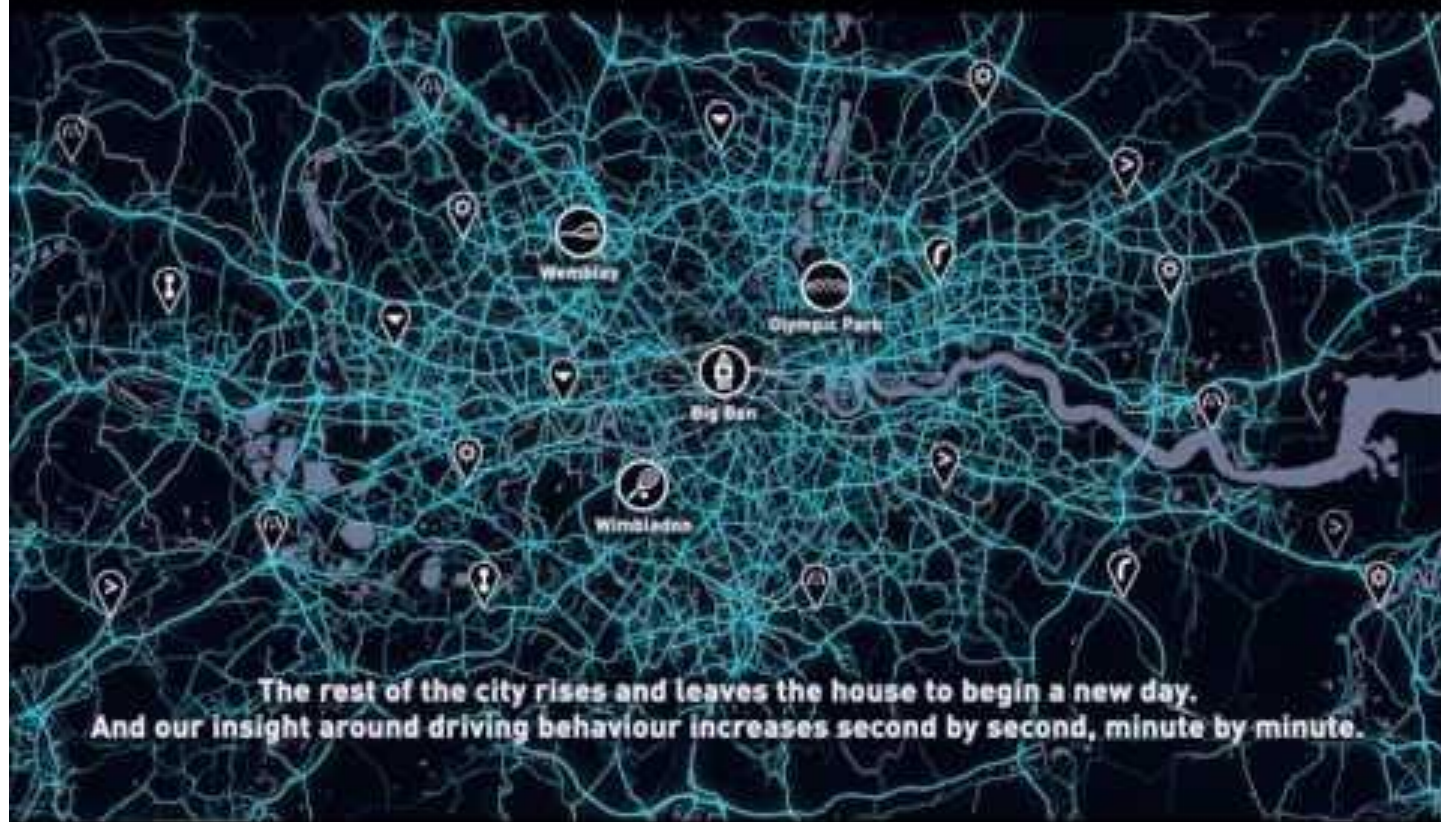 Wembley
Olympic Park
Big Ben
Wimbledon
The rest of the city rises and leaves the house to begin a new day.
And our insight around driving behaviour increases second by second, minute by minute.